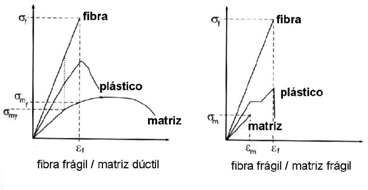 σf
fibra
plástico
σmf
σmy
matriz
εf
fibra frágil / matriz dúctil
σf
fibra
plástico
σm
matriz
εm
εf
fibra frágil / matriz frágil